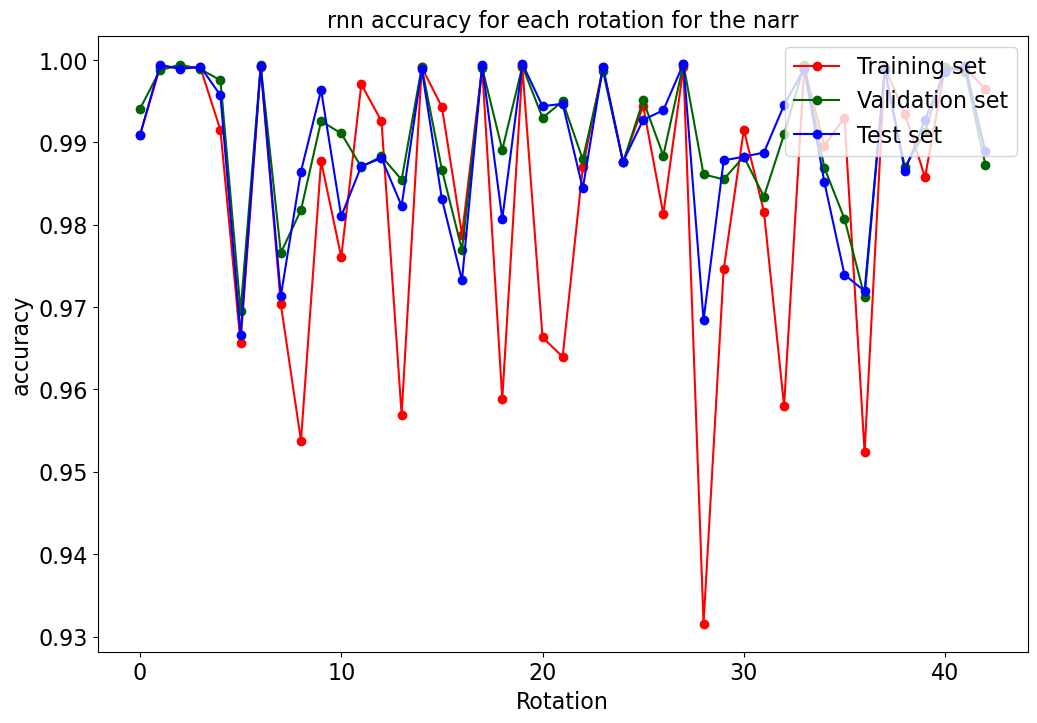 rnn accuracy for each rotation for the narr
1.00
0.99
0.98
0.97
0.96
0.95
0.94
0.93
accuracy
Training set
Validation set
Test set
0 10 20 30 40
Rotation